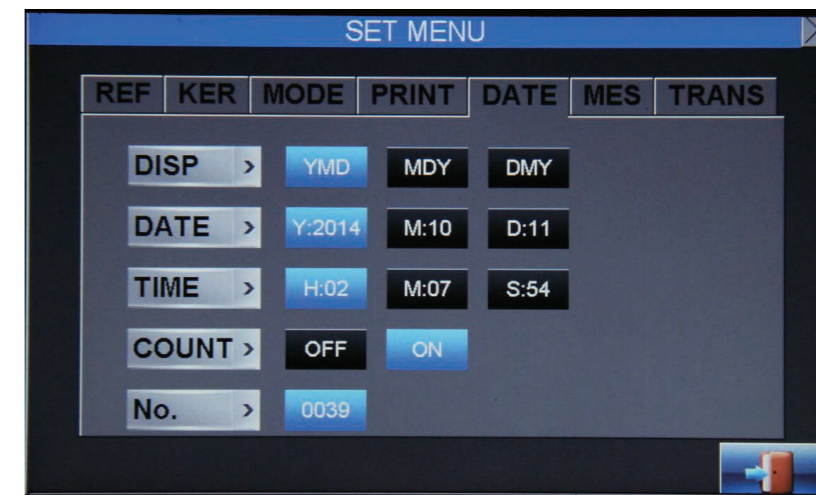 SET MENU
REF KER MODE PRINT DATE MES TRANS
DISP > YMD MDY DMY
DATE > Y:2014 M:10 D:11
TIME > H:02 M:07 S:54
COUNT > OFF ON
No. > 0039